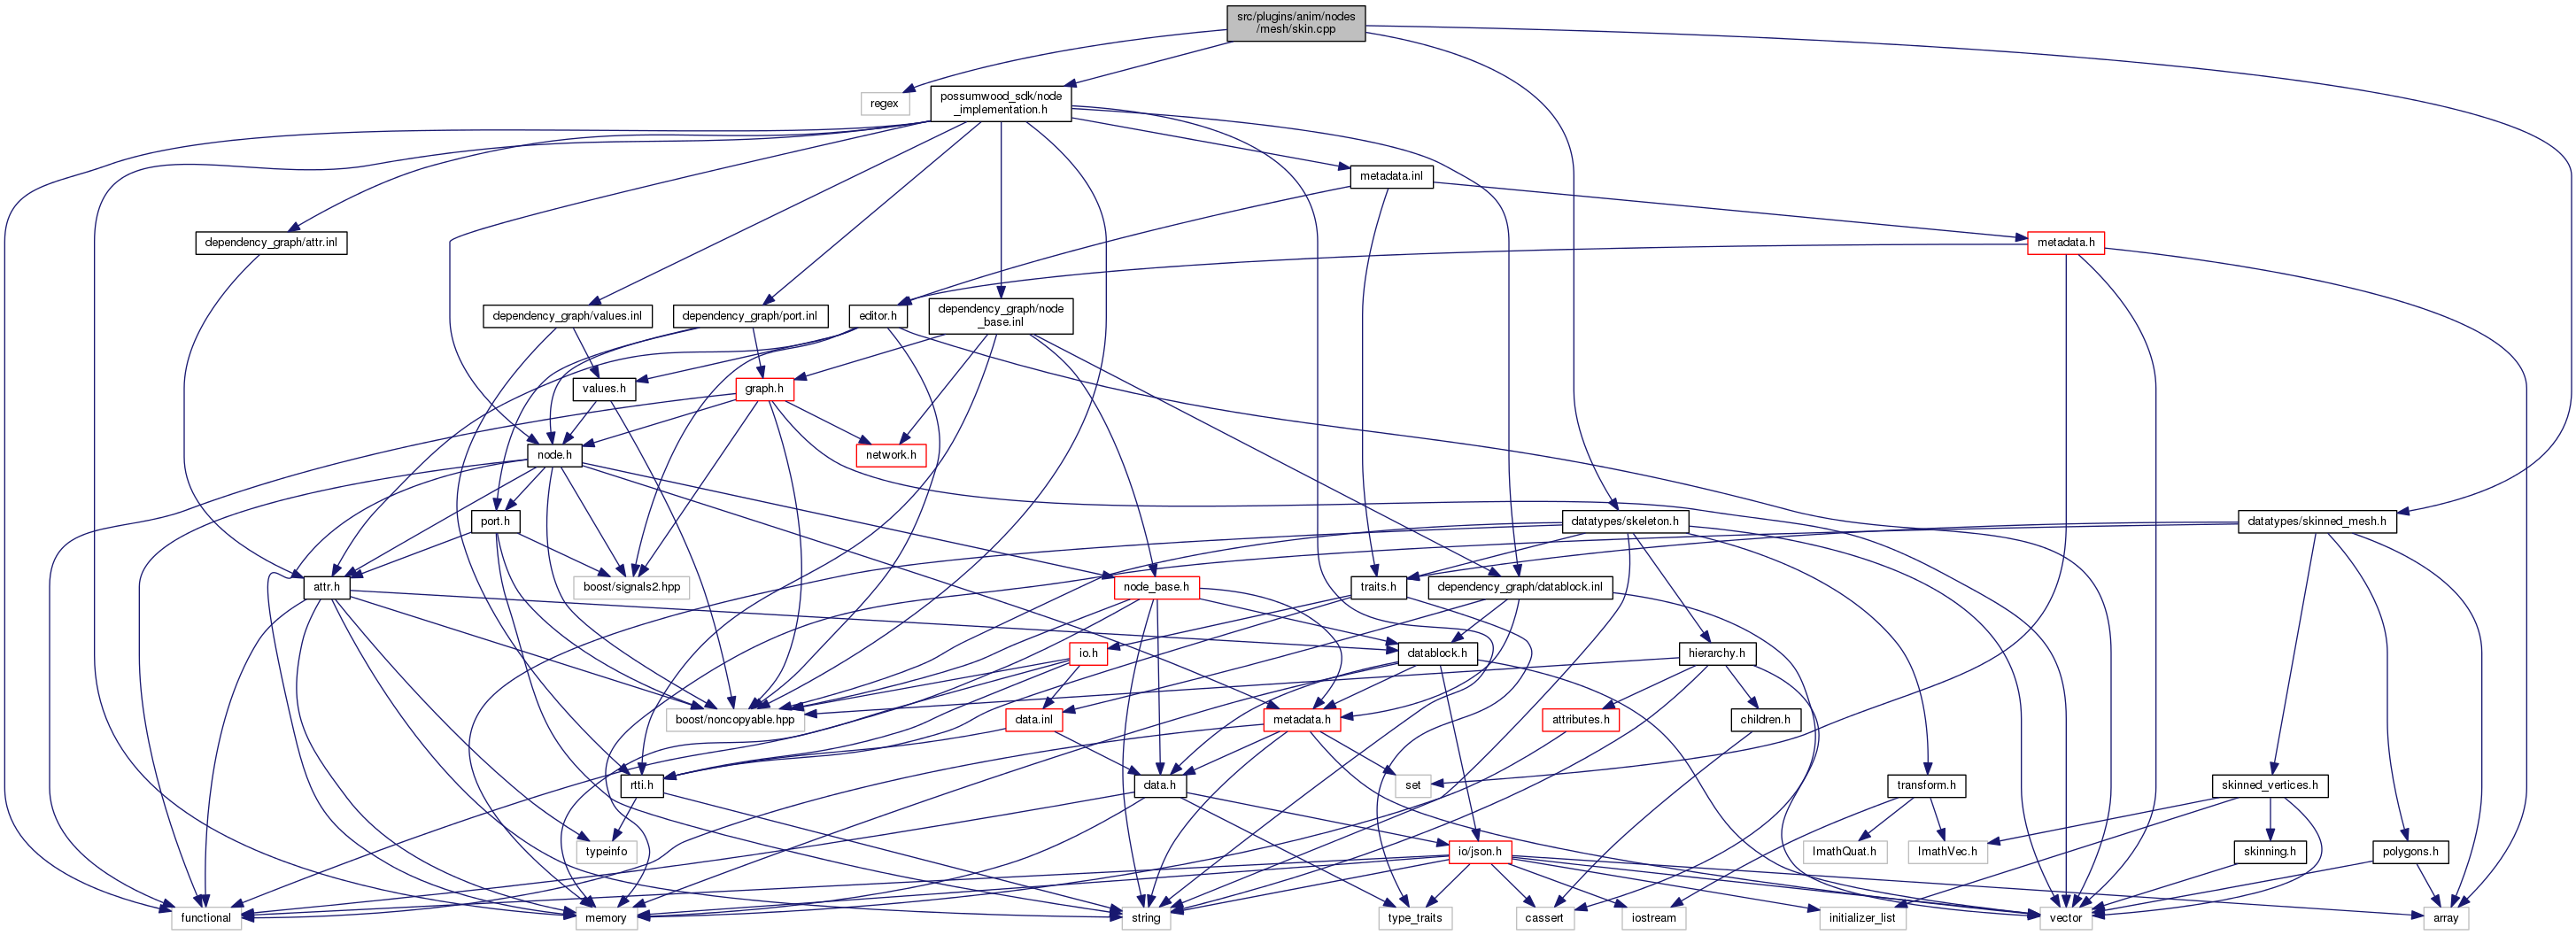 src/plugins/anim/nodes
/mesh/skin.cpp
regex
possumwood_sdk/node
_implementation.h
metadata.inl
dependency_graph/attr.inl
metadata.h
dependency_graph/values.inl
dependency_graph/port.inl
editor.h
dependency_graph/node
_base.inl
values.h
graph.h
node.h
network.h
port.h
datatypes/skeleton.h
datatypes/skinned_mesh.h
attr.h
boost/signals2.hpp
node_base.h
traits.h
dependency_graph/datablock.inl
io.h
datablock.h
hierarchy.h
boost/noncopyable.hpp
data.inl
metadata.h
attributes.h
children.h
rtti.h
data.h
set
transform.h
skinned_vertices.h
typeinfo
io/json.h
ImathQuat.h
ImathVec.h
skinning.h
polygons.h
functional
memory
string
type_traits
cassert
iostream
initializer_list
vector
array